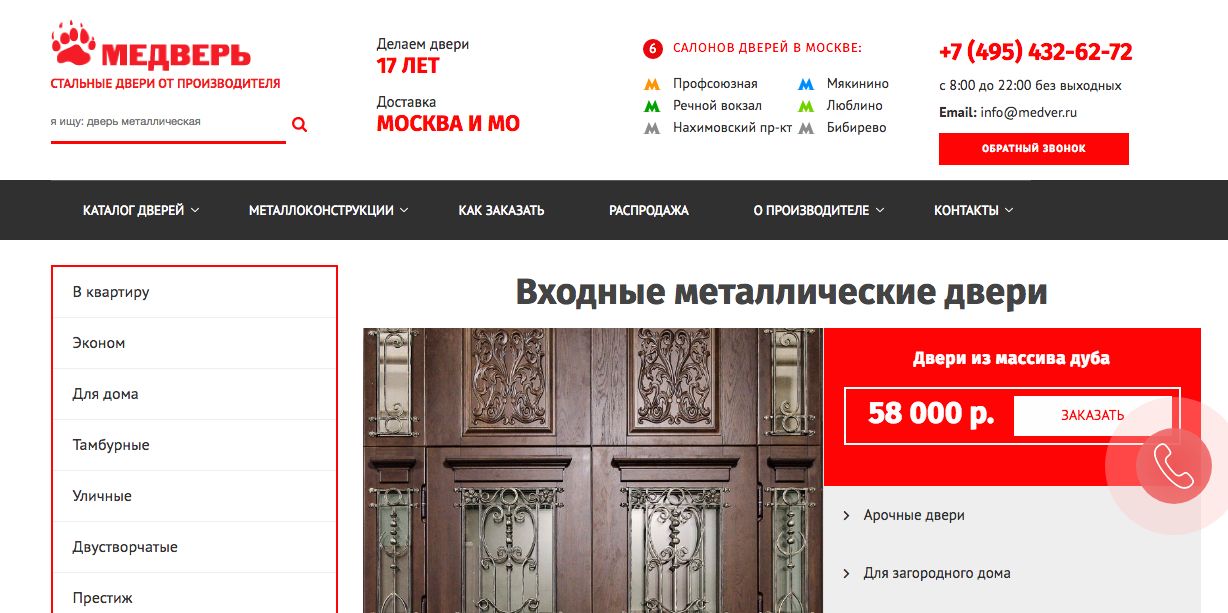 МЕДВЕРЬ
СТАЛЬНЫЕ ДВЕРИ ОТ ПРОИЗВОДИТЕЛЯ
я ищу: дверь металлическая
Делаем двери
17 ЛЕТ
Доставка
МОСКВА И МО
6 САЛОНОВ ДВЕРЕЙ В МОСКВЕ:
Профсоюзная Мякинино
Речной вокзал Люблино
Нахимовский пр-кт Бибирево
+7 (495) 432-62-72
с 8:00 до 22:00 без выходных
Email: info@medver.ru
ОБРАТНЫЙ ЗВОНОК
КАТАЛОГ ДВЕРЕЙ МЕТАЛЛОКОНСТРУКЦИИ КАК ЗАКАЗАТЬ РАСПРОДАЖА О ПРОИЗВОДИТЕЛЕ КОНТАКТЫ
В квартиру
Эконом
Для дома
Тамбурные
Уличные
Двустворчатые
Престиж
Входные металлические двери
Двери из массива дуба
58 000 р. ЗАКАЗАТЬ
Арочные двери
Для загородного дома